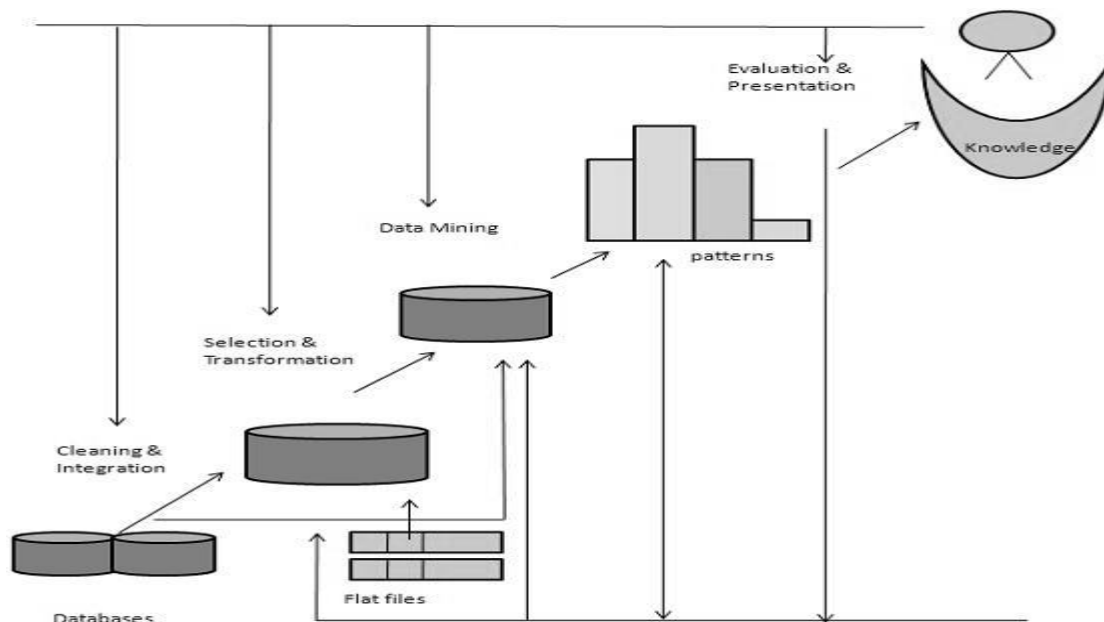 Evaluation &
Presentation
Knowledge
Data Mining
patterns
Selection &
Transformation
Cleaning &
Integration
Flat files
Databases